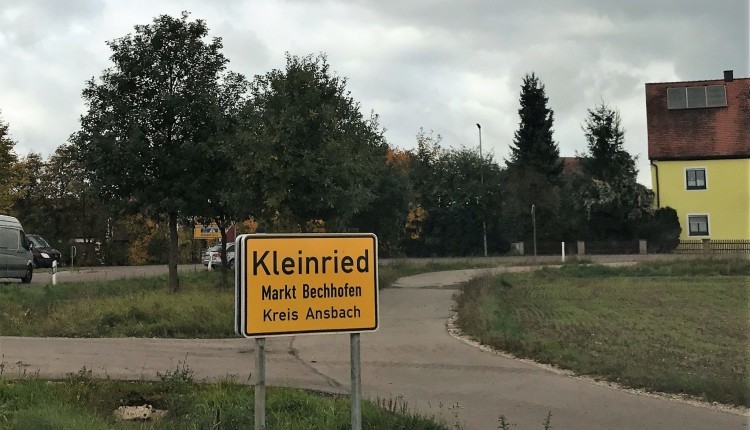 Kleinried
Markt Bechhofen
Kreis Ansbach